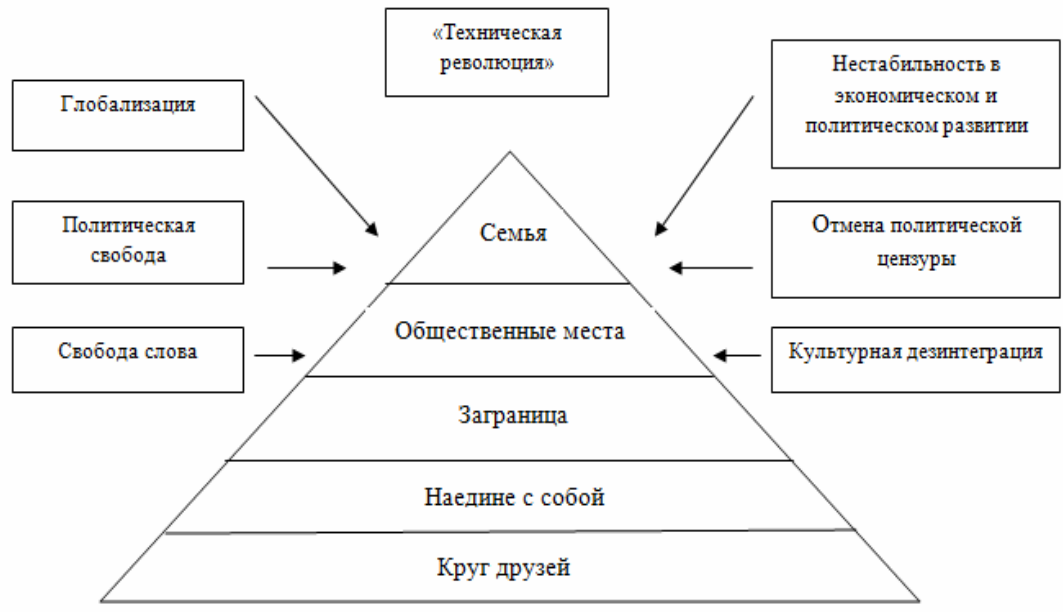 «Техническая
революция»
Глобализация
Нестабильность в
экономическом и
политическом развитии
Политическая
свобода
Семья
Отмена политической
цензуры
Свобода слова
Общественные места
Культурная дезинтеграция
Заграница
Наедине с собой
Круг друзей